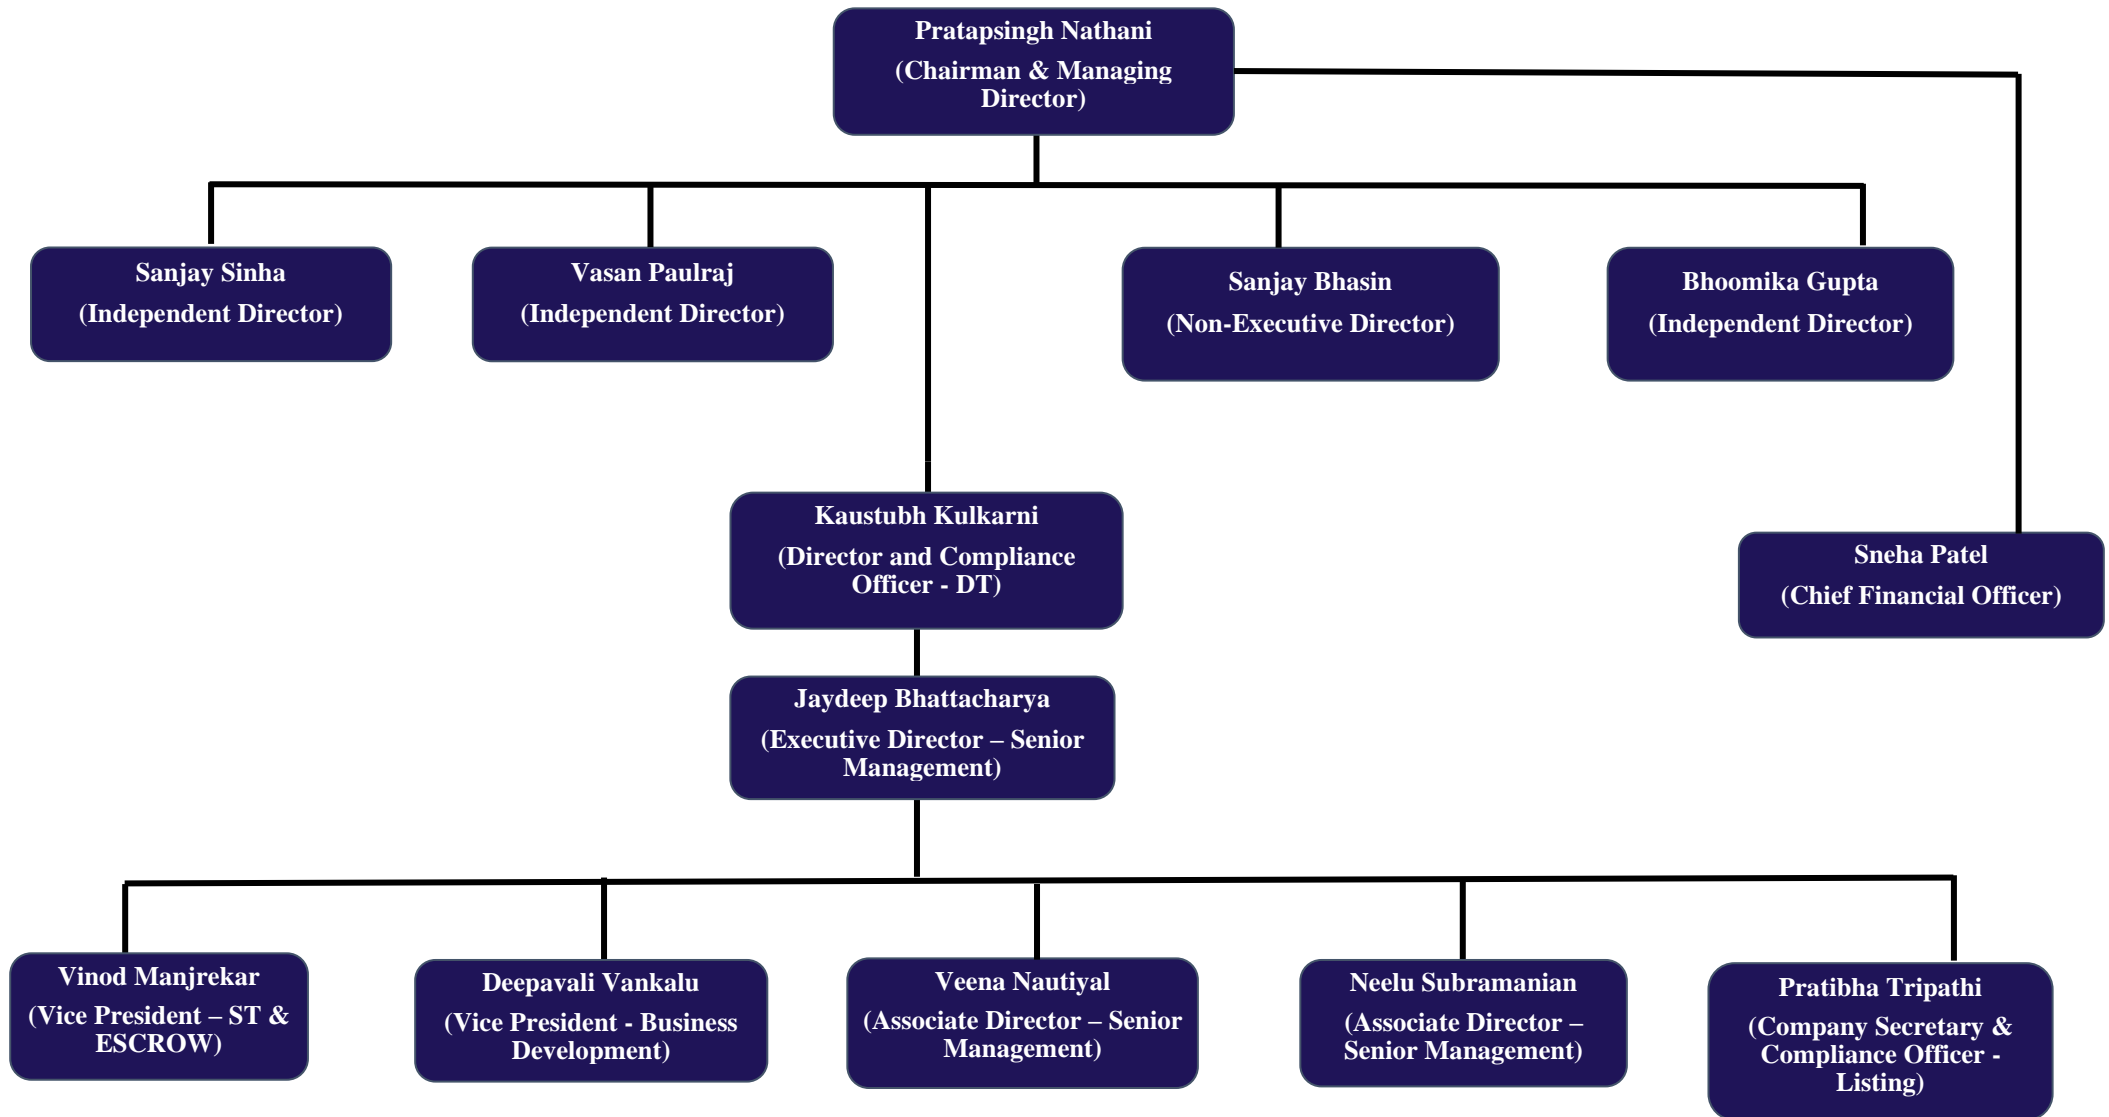 Pratapsingh Nathani
(Chairman & Managing
Director)
Sanjay Sinha
(Independent Director)
Vasan Paulraj
(Independent Director)
Sanjay Bhasin
(Non-Executive Director)
Bhoomika Gupta
(Independent Director)
Kaustubh Kulkarni
(Director and Compliance
Officer - DT)
Sneha Patel
(Chief Financial Officer)
Jaydeep Bhattacharya
(Executive Director – Senior
Management)
Vinod Manjrekar
(Vice President – ST &
ESCROW)
Deepavali Vankalu
(Vice President - Business
Development)
Veena Nautiyal
(Associate Director – Senior
Management)
Neelu Subramanian
(Associate Director –
Senior Management)
Pratibha Tripathi
(Company Secretary &
Compliance Officer -
Listing)